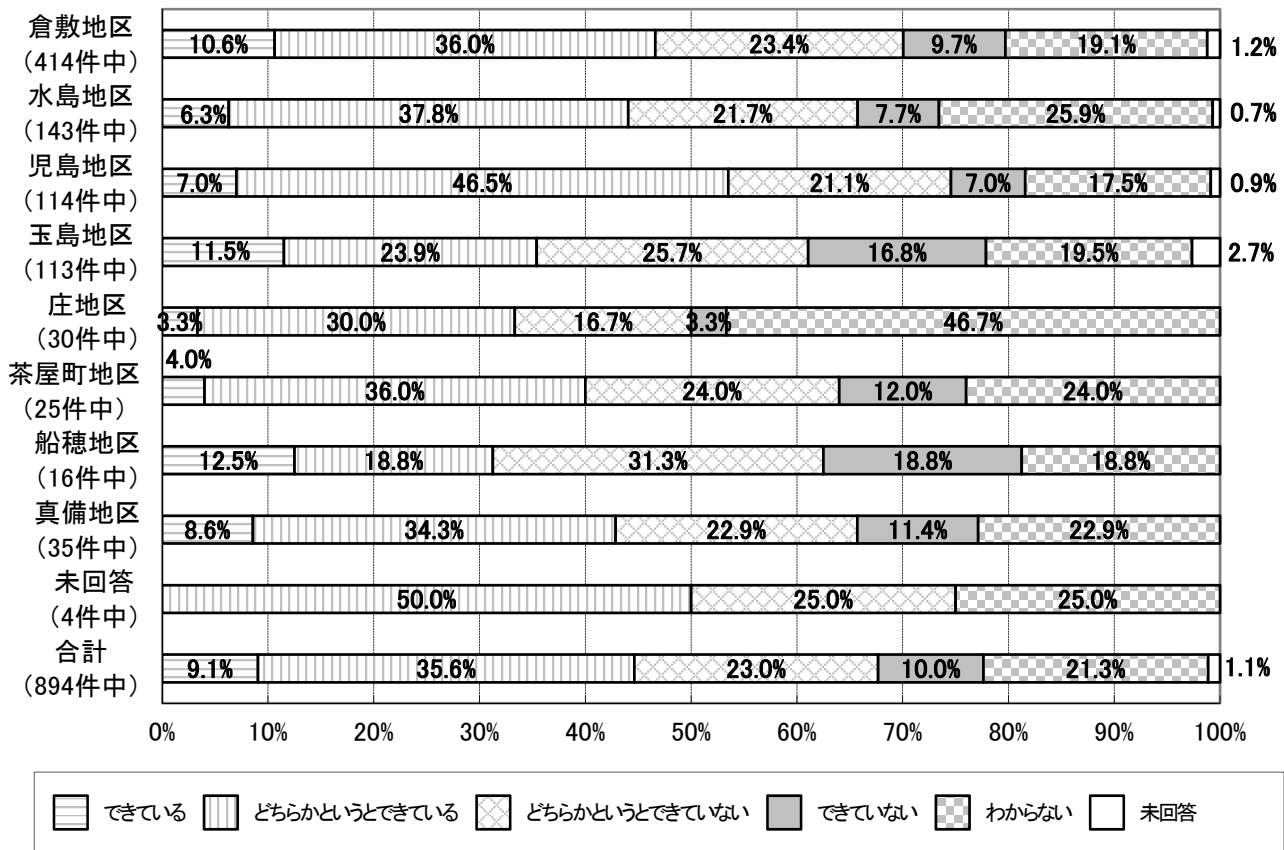 倉敷地区
(414件中)
10.6% 36.0% 23.4% 9.7% 19.1% 1.2%
水島地区
(143件中)
6.3% 37.8% 21.7% 7.7% 25.9% 0.7%
児島地区
(114件中)
7.0% 46.5% 21.1% 7.0% 17.5% 0.9%
玉島地区
(113件中)
11.5% 23.9% 25.7% 16.8% 19.5% 2.7%
庄地区
(30件中)
3.3% 30.0% 16.7% 3.3% 46.7%
茶屋町地区
(25件中)
4.0% 36.0% 24.0% 12.0% 24.0%
船穂地区
(16件中)
12.5% 18.8% 31.3% 18.8% 18.8%
真備地区
(35件中)
8.6% 34.3% 22.9% 11.4% 22.9%
未回答
(4件中)
50.0% 25.0% 25.0%
合計
(894件中)
9.1% 35.6% 23.0% 10.0% 21.3% 1.1%
0% 10% 20% 30% 40% 50% 60% 70% 80% 90% 100%
できている どちらかというとできている どちらかというとできていない できていない わからない 未回答